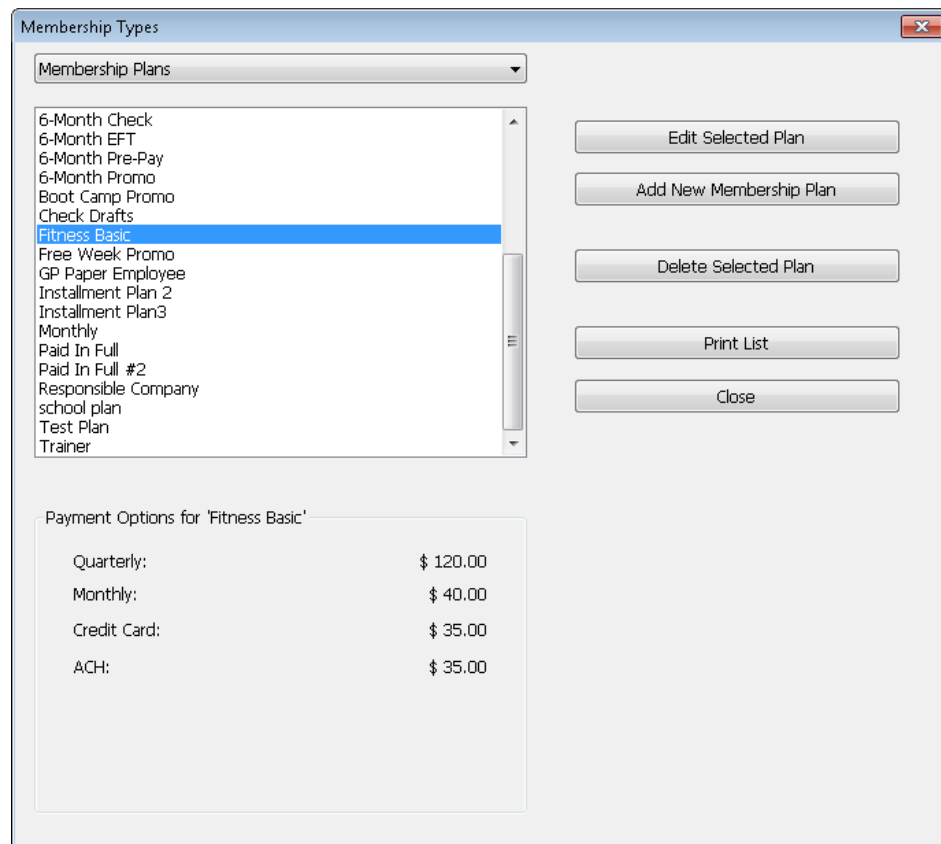 Membership Types
Membership Plans
6-Month Check
6-Month EFT
6-Month Pre-Pay
6-Month Promo
Boot Camp Promo
Check Drafts
Fitness Basic
Free Week Promo
GP Paper Employee
Installment Plan 2
Installment Plan3
Monthly
Paid In Full
Paid In Full #2
Responsible Company
school plan
Test Plan
Trainer
Edit Selected Plan
Add New Membership Plan
Delete Selected Plan
Print List
Close
Payment Options for 'Fitness Basic'
Quarterly: $ 120.00
Monthly: $ 40.00
Credit Card: $ 35.00
ACH: $ 35.00